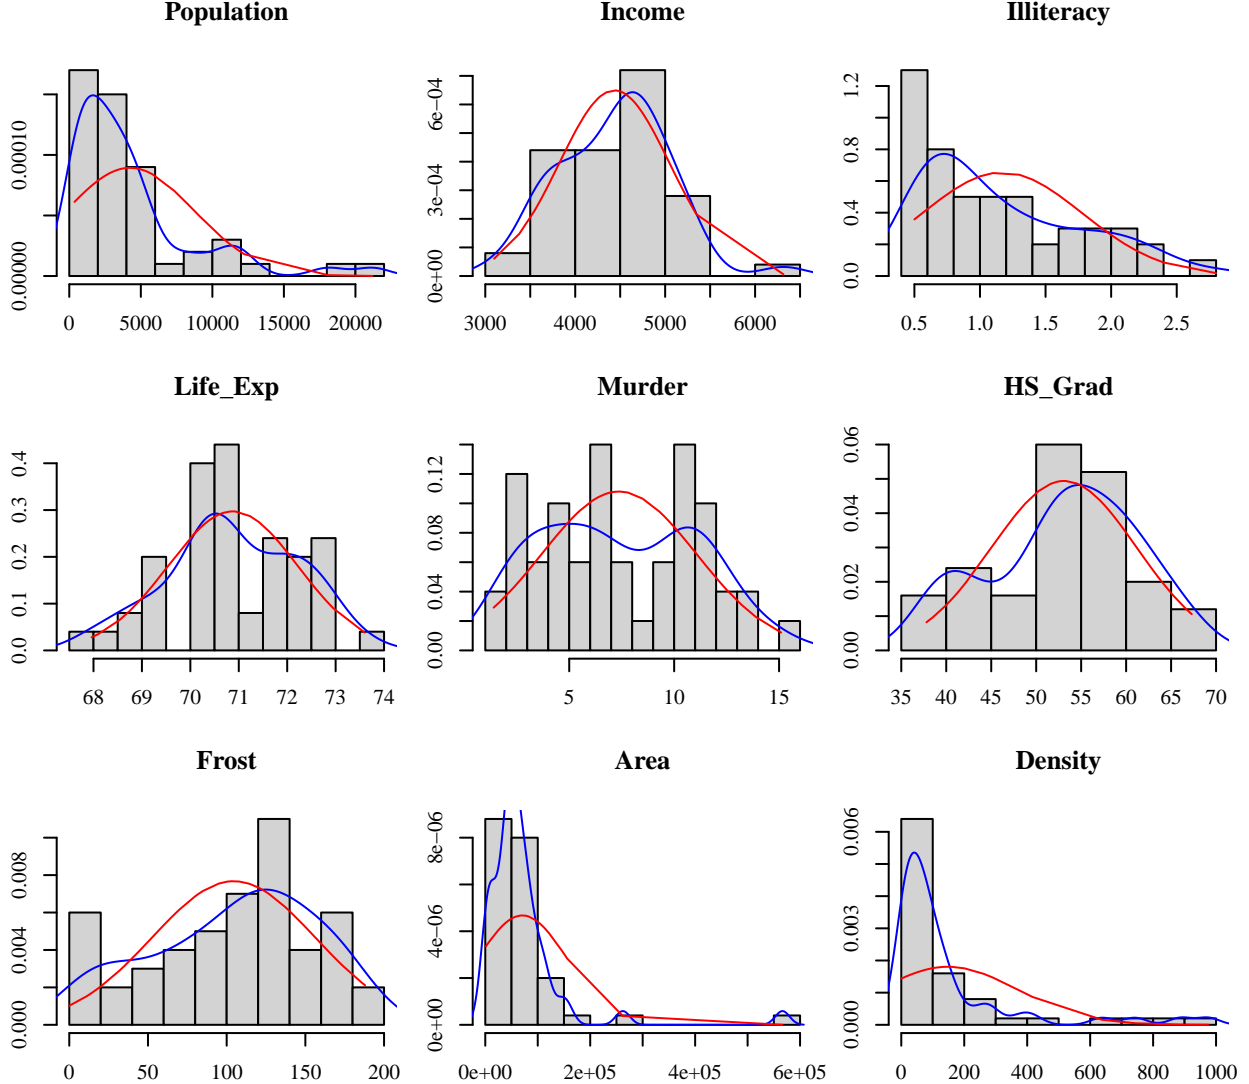 Population Income Illiteracy
0.00000 0.00010
0 5000 10000 15000 20000
0e+00 3e−04 6e−04
3000 4000 5000 6000
0.0 0.4 0.8 1.2
0.5 1.0 1.5 2.0 2.5
Life_Exp Murder HS_Grad
0.0 0.1 0.2 0.3 0.4
68 69 70 71 72 73 74
0.00 0.04 0.08 0.12
5 10 15
0.00 0.02 0.04 0.06
35 40 45 50 55 60 65 70
Frost Area Density
0.000 0.004 0.008
0 50 100 150 200
0e+00 4e−06 8e−06
0e+00 2e+05 4e+05 6e+05
0.000 0.003 0.006
0 200 400 600 800 1000